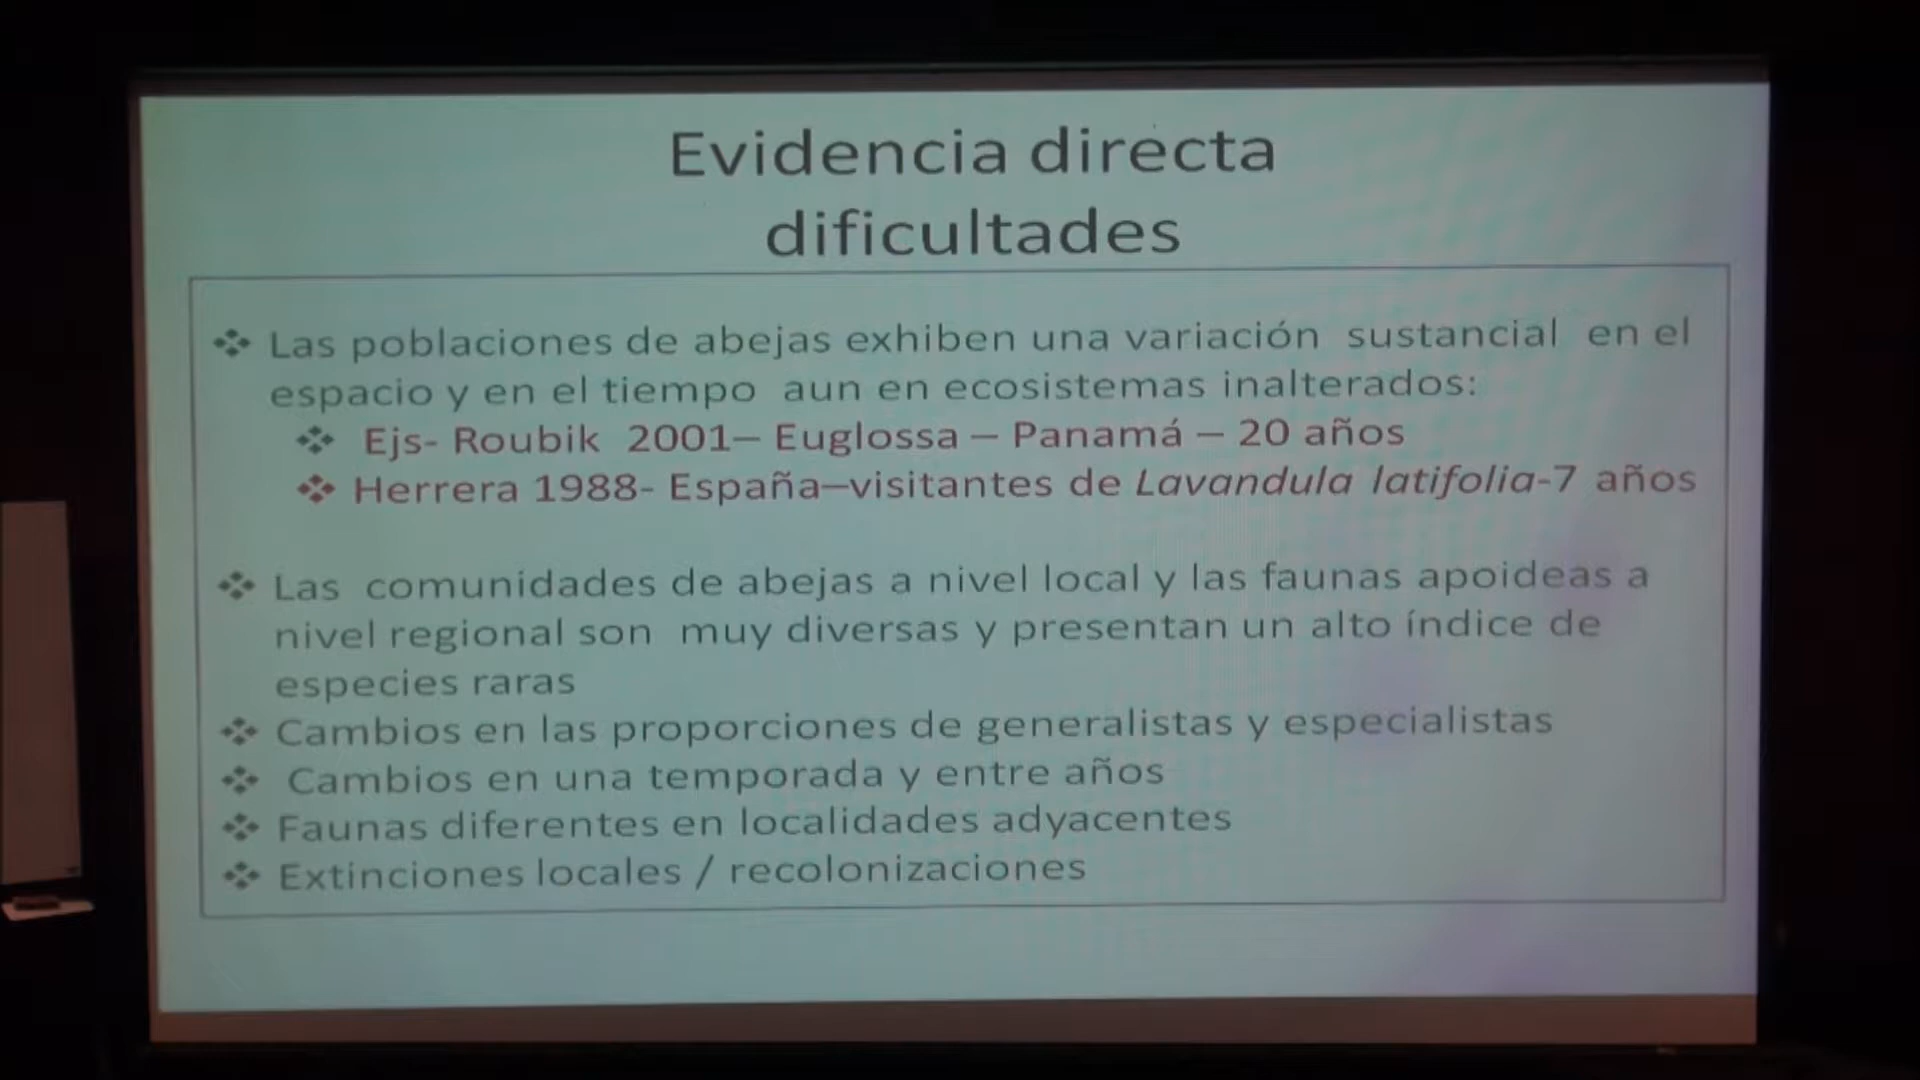 Evidencia directa
dificultades
❖ Las poblaciones de abejas exhiben una variación sustancial en el
espacio y en el tiempo aun en ecosistemas inalterados:
❖ Ejs- Roubik 2001– Euglossa – Panamá – 20 años
❖ Herrera 1988- España–visitantes de Lavandula latifolia-7 años
❖ Las comunidades de abejas a nivel local y las faunas apoideas a
nivel regional son muy diversas y presentan un alto índice de
especies raras
❖ Cambios en las proporciones de generalistas y especialistas
❖ Cambios en una temporada y entre años
❖ Faunas diferentes en localidades adyacentes
❖ Extinciones locales / recolonizaciones